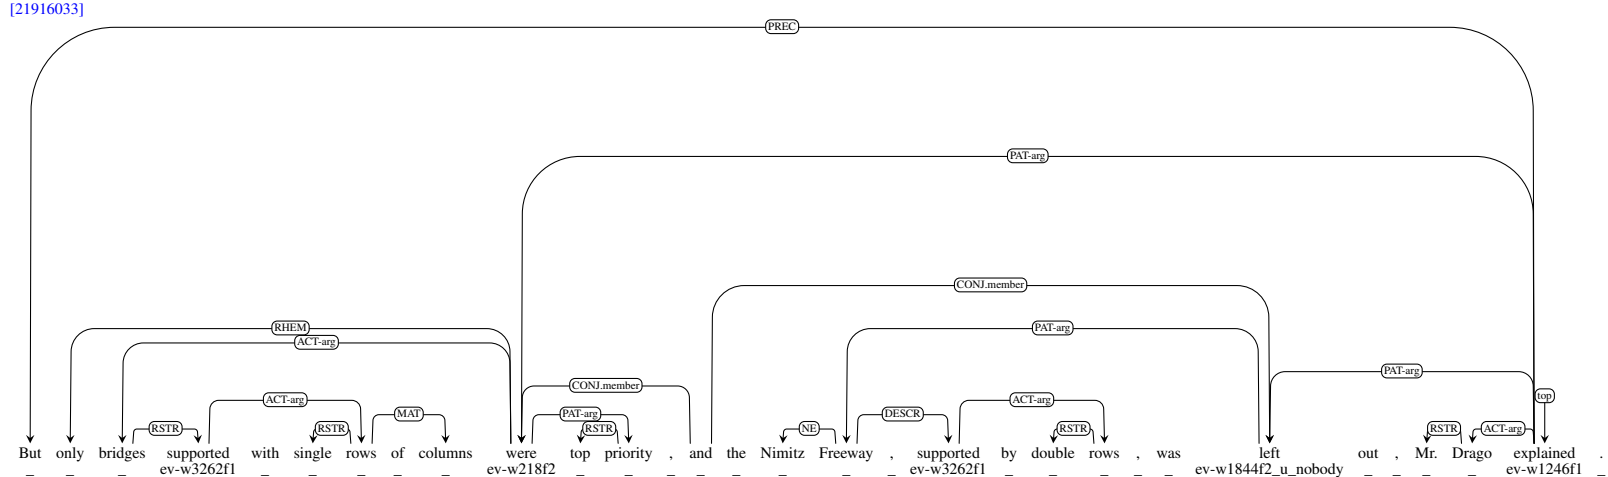 [21916033]
PREC
PAT-arg
CONJ.member
RHEM PAT-arg
ACT-arg
PAT-arg
CONJ.member
top
ACT-arg ACT-arg
MAT PAT-arg DESCR
RSTR RSTR RSTR NE RSTR RSTR ACT-arg
But only bridges supported with single rows of columns were top priority , and the Nimitz Freeway , supported by double rows , was left out , Mr. Drago explained .
_ _ _ ev-w3262f1 _ _ _ _ _ ev-w218f2 _ _ _ _ _ _ _ _ ev-w3262f1 _ _ _ _ _ ev-w1844f2_u_nobody _ _ _ _ ev-w1246f1 _